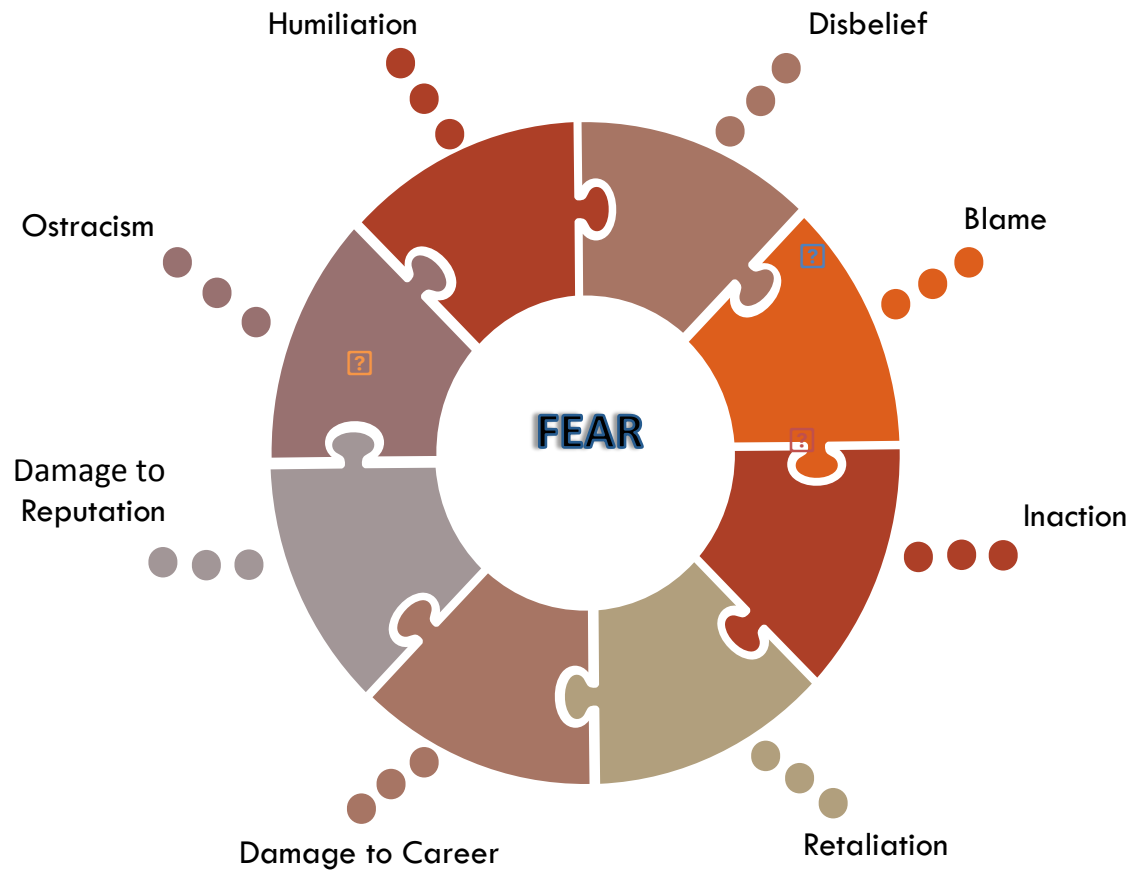 Humiliation
Disbelief
Ostracism
Blame
?
?
FEAR
?
Damage to
Reputation
Inaction
Damage to Career
Retaliation